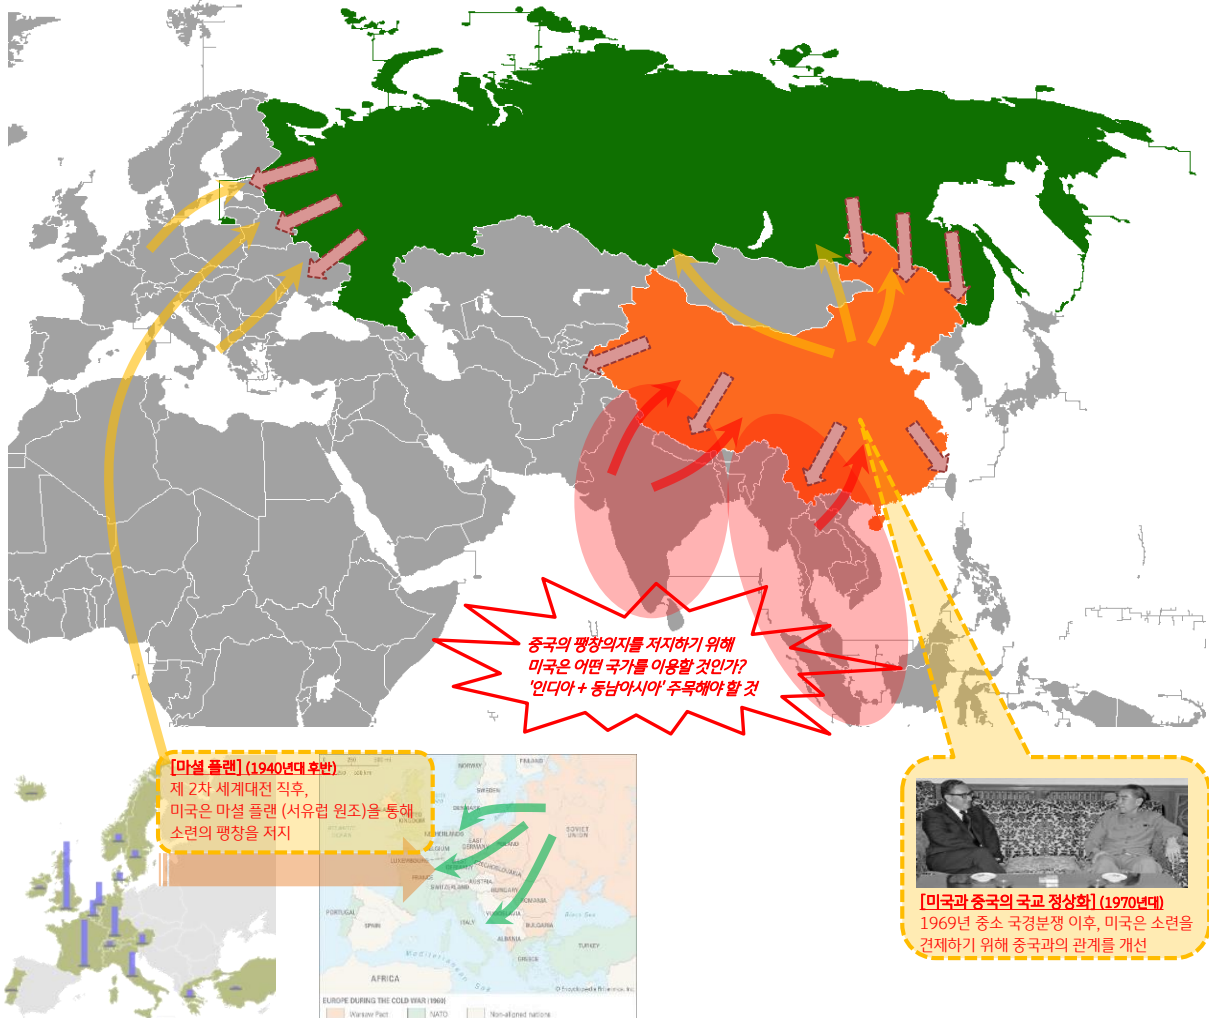 중국의 팽창의지를 저지하기 위해
미국은 어떤 국가를 이용할 것인가?
'인디아 + 동남아시아' 주목해야 할 것
[마셜 플랜] (1940년대 후반)
제 2차 세계대전 직후,
미국은 마셜 플랜 (서유럽 원조)을 통해
소련의 팽창을 저지
NORWAY
FINLAND
SWEDEN
DENMARK
SOVIET
UNION
NETHERLANDS
EAST
GERMANY
POLAND
BELGIUM
LUXEMBOURG
CZECHOSLOVAKIA
FRANCE
AUSTRIA
SWITZERLAND
HUNGARY
ROMANIA
YUGOSLAVIA
PORTUGAL
SPAIN
ITALY
Black Sea
BULGARIA
ALBANIA
TURKEY
GREECE
Mediterranean
Sea
AFRICA
© Encyclopædia Britannica, Inc.
EUROPE DURING THE COLD WAR (1960)
Warsaw Pact
NATO
Non-aligned nations
[미국과 중국의 국교 정상화] (1970년대)
1969년 중소 국경분쟁 이후, 미국은 소련을
견제하기 위해 중국과의 관계를 개선